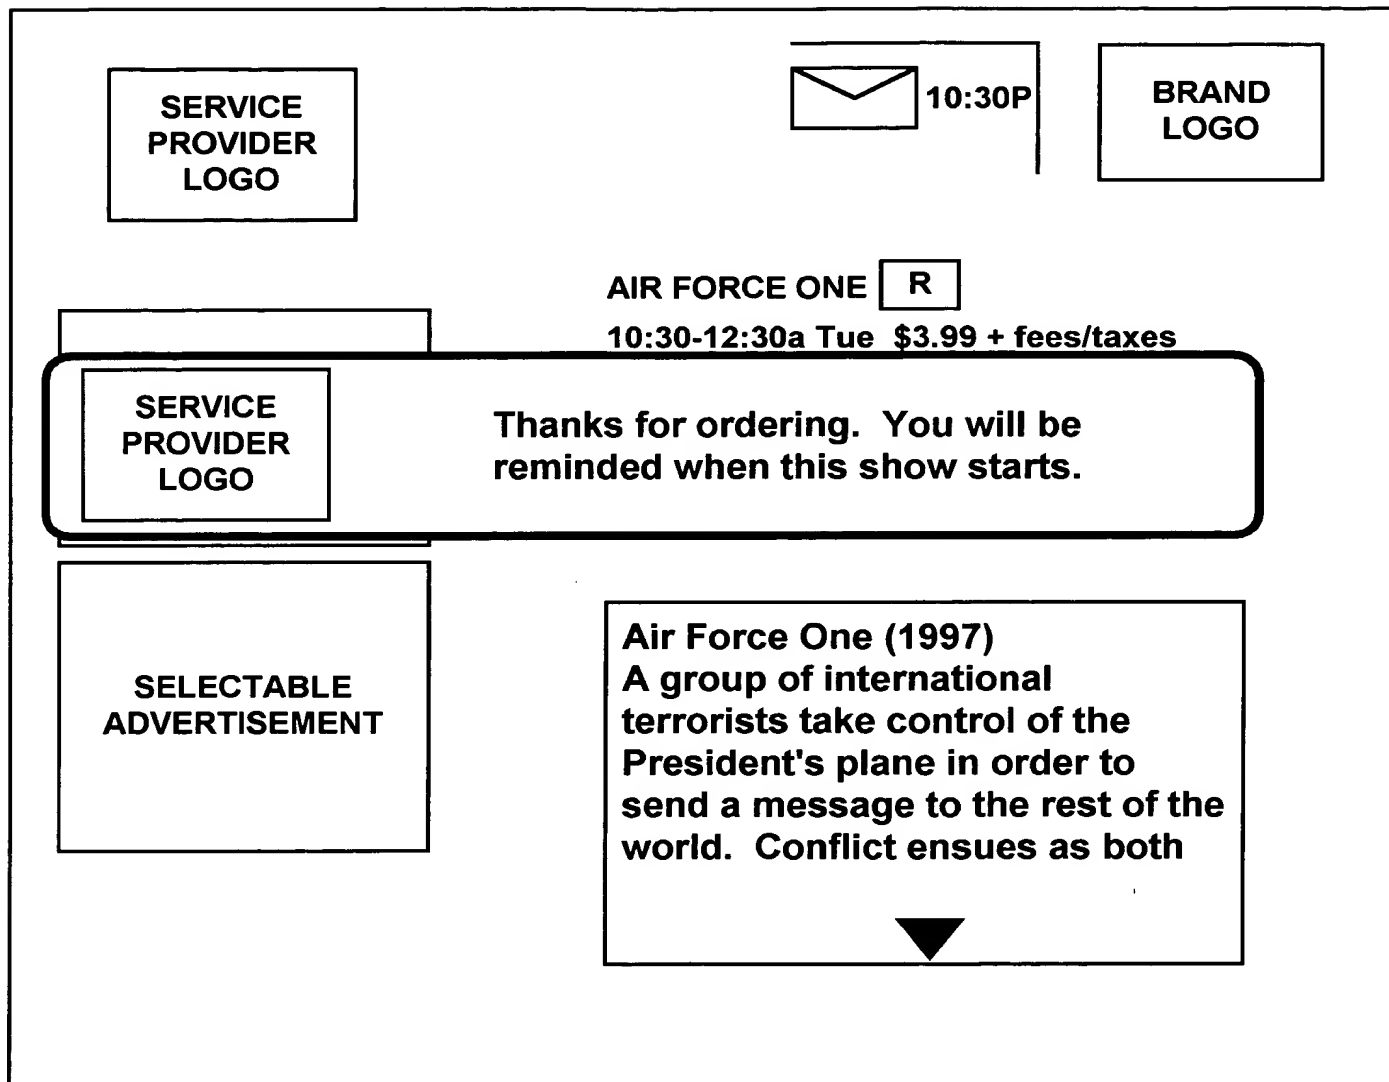 SERVICE
PROVIDER
LOGO
10:30P
BRAND
LOGO
AIR FORCE ONE R
10:30-12:30a Tue $3.99 + fees/taxes
SERVICE
PROVIDER
LOGO
Thanks for ordering. You will be
reminded when this show starts.
SELECTABLE
ADVERTISEMENT
Air Force One (1997)
A group of international
terrorists take control of the
President's plane in order to
send a message to the rest of the
world. Conflict ensues as both